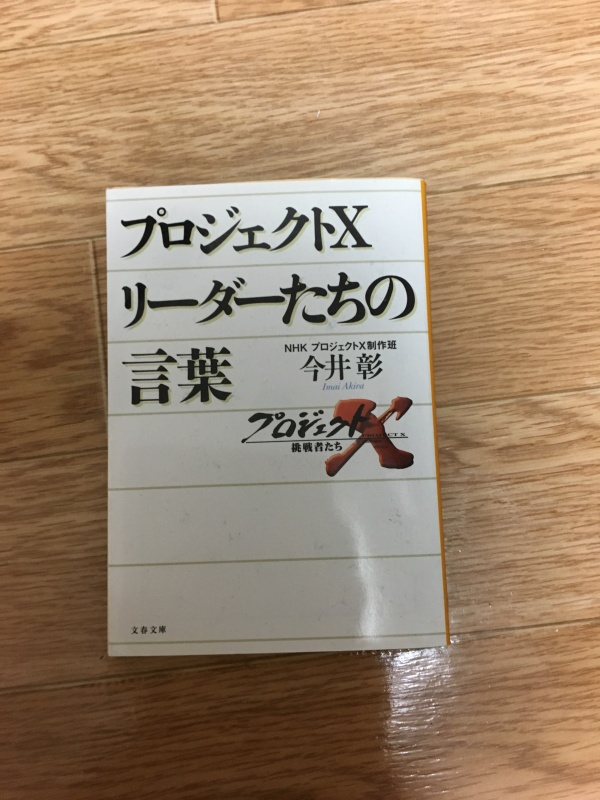 プロジェクトX
リーダーたちの
言葉
NHK プロジェクトX制作班
今井 彰
Imai Akira
プロジェクトX
PROJECT X
挑戦者たち
文春文庫